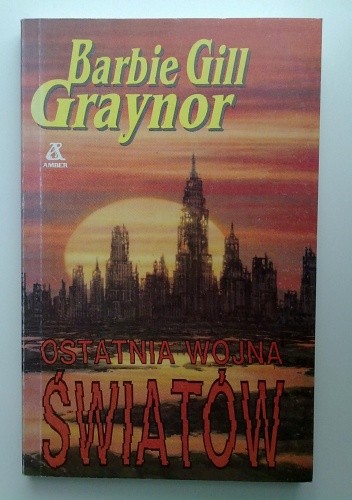 Barbie Gill
Graynor
AMBER
OSTATNIA WOJNA
ŚWIATÓW